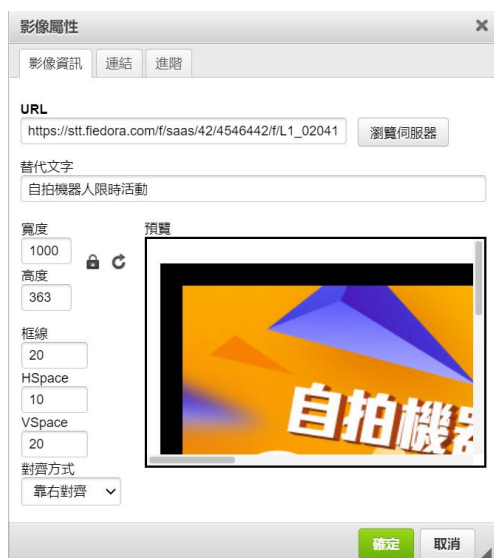 影像屬性
影像資訊 連結 進階
URL
https://stt.fiedora.com/f/saas/42/4546442/f/L1_02041
瀏覽伺服器
替代文字
自拍機器人限時活動
寬度
1000
高度
363
框線
20
HSpace
10
VSpace
20
對齊方式
靠右對齊
預覽
自拍機器
確定 取消